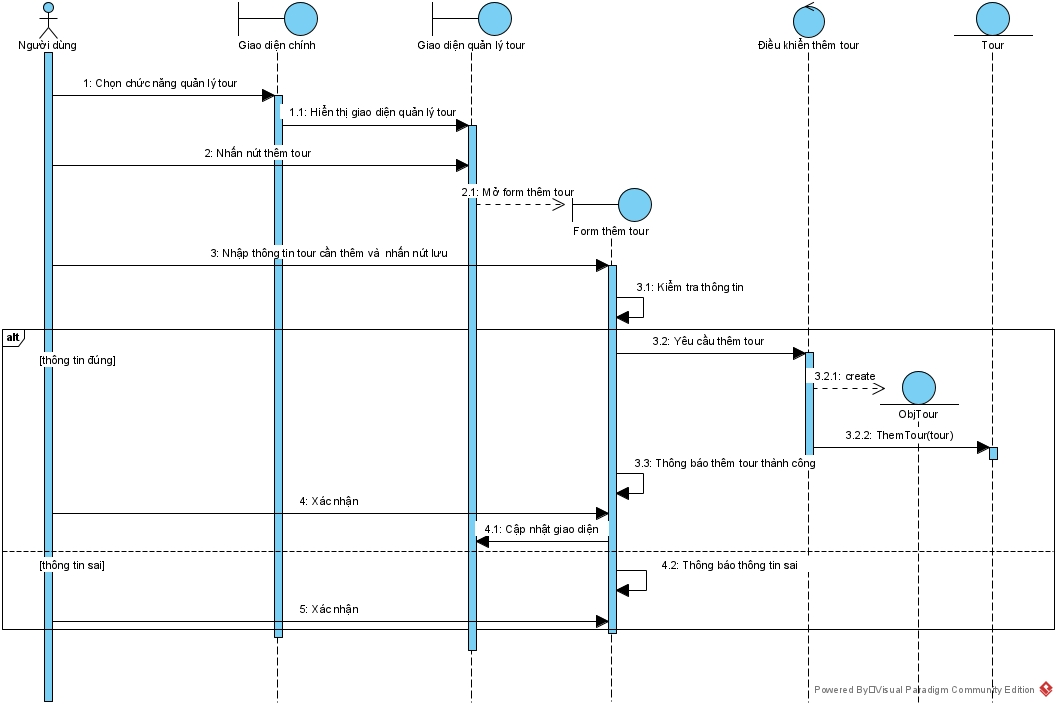 Người dùng
Giao diện chính
Giao diện quản lý tour
Điều khiển thêm tour
Tour
1: Chọn chức năng quản lý tour
1.1: Hiển thị giao diện quản lý tour
2: Nhấn nút thêm tour
2.1: Mở form thêm tour
Form thêm tour
3: Nhập thông tin tour cần thêm và nhấn nút lưu
3.1: Kiểm tra thông tin
alt
[thông tin đúng]
3.2: Yêu cầu thêm tour
3.2.1: create
ObjTour
3.2.2: ThemTour(tour)
3.3: Thông báo thêm tour thành công
4: Xác nhận
4.1: Cập nhật giao diện
[thông tin sai]
4.2: Thông báo thông tin sai
5: Xác nhận
Powered By Visual Paradigm Community Edition